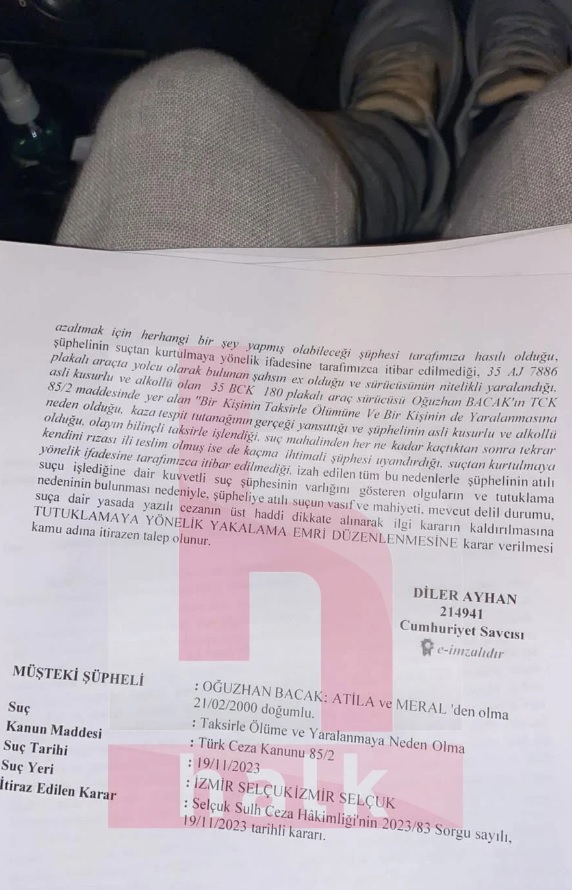 azaltmak için herhangi bir şey yapmış olabileceği şüphesi tarafımıza hasıl olduğu,
şüphelinin suçtan kurtulmaya yönelik ifadesine tarafımızca itibar edilmediği, 35 AJ 7886
plakalı araçta yolcu olarak bulunan şahsın ex olduğu ve sürücüsünün nitelikli yaralandığı.
asli kusurlu ve alkollü olan 35 BCK 180 plakalı araç sürücüsü Oğuzhan BACAK'ın TCK
85/2 maddesinde yer alan "Bir Kişinin Taksirle Ölümüne Ve Bir Kişinin de Yaralanmasına
neden olduğu, kaza tespit tutanağının gerçeği yansıttığı ve şüphelinin asli kusurlu ve alkollü
olduğu, olayın bilinçli taksirle işlendiği. suç mahalinden her ne kadar kaçtıktan sonra tekrar
kendini rızası ili teslim olmuş ise de kaçma ihtimali şüphesi uyandırdığı. suçtan kurtulmaya
yönelik ifadesine tarafımızca itibar edilmediği. izah edilen tüm bu nedenlerle şüphelinin atılı
suçu işlediğine dair kuvvetli suç şüphesinin varlığını gösteren olguların ve tutuklama
nedeninin bulunması nedeniyle, şüpheliye atılı suçun vasıf ve mahiyeti, mevcut delil durumu,
suça dair yasada yazılı cezanın üst haddi dikkate alınarak ilgi kararın kaldırılmasına
TUTUKLAMAYA YÖNELİK YAKALAMA EMRİ DÜZENLENMESİNE karar verilmesi
kamu adına itirazen talep olunur.
DİLER AYHAN
214941
Cumhuriyet Savcısı
e-imzalıdır
MÜŞTEKİ ŞÜPHELİ : OĞUZHAN BACAK; ATİLA ve MERAL 'den olma
21/02/2000 doğumlu.
Suç : Taksirle Ölüme ve Yaralanmaya Neden Olma
Kanun Maddesi : Türk Ceza Kanunu 85/2
Suç Tarihi : 19/11/2023
Suç Yeri : İZMİR SELÇUKİZMİR SELÇUK
İtiraz Edilen Karar : Selçuk Sulh Ceza Hâkimliği'nin 2023/83 Sorgu sayılı,
19/11/2023 tarihli kararı.
h
halk